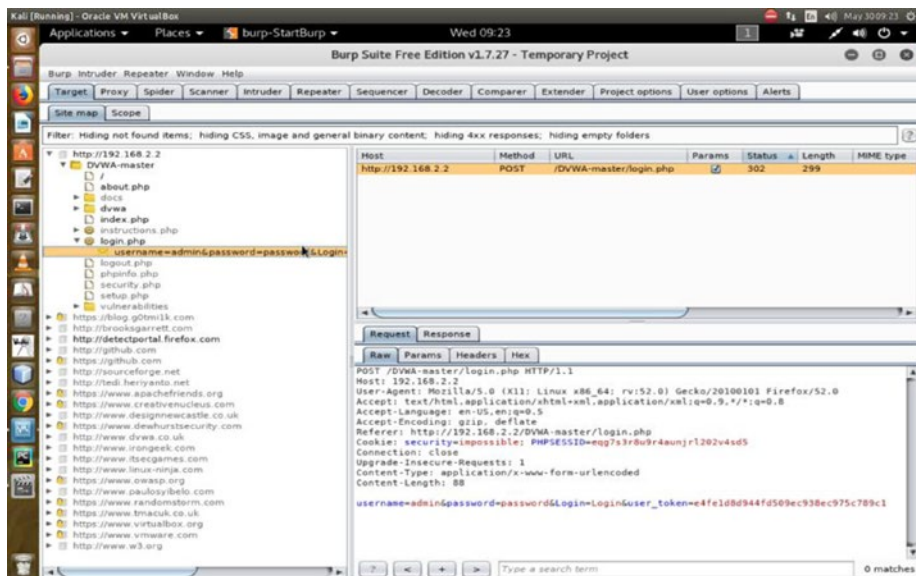 Kali [Running] - Oracle VM VirtualBox
En
May 30 09:23
Applications
Places
burp-StartBurp
Wed 09:23
1
Burp Suite Free Edition v1.7.27 - Temporary Project
Burp Intruder Repeater Window Help
Target Proxy Spider Scanner Intruder Repeater Sequencer Decoder Comparer Extender Project options User options Alerts
Site map Scope
Filter: Hiding not found items; hiding CSS, image and general binary content; hiding 4xx responses; hiding empty folders
?
http://192.168.2.2
DVWA-master
/
about.php
docs
dvwa
index.php
instructions.php
login.php
username=admin&password=password&Login=
logout.php
phpinfo.php
security.php
setup.php
vulnerabilities
https://blog.g0tmi1k.com
http://brooksgarrett.com
http://detectportal.firefox.com
http://github.com
https://github.com
http://sourceforge.net
http://tedi.heriyanto.net
https://www.apachefriends.org
https://www.creativenucleus.com
http://www.designnewcastle.co.uk
https://www.dewhurstsecurity.com
http://www.dvwa.co.uk
http://www.irongeek.com
http://www.itsecgames.com
http://www.linux-ninja.com
https://www.owasp.org
http://www.paulosyibelo.com
https://www.randomstorm.com
https://www.tmacuk.co.uk
https://www.virtualbox.org
https://www.vmware.com
http://www.w3.org
Host Method URL Params Status Length MIME type
http://192.168.2.2 POST /DVWA-master/login.php 302 299
Request Response
Raw Params Headers Hex
POST /DVWA-master/login.php HTTP/1.1
Host: 192.168.2.2
User-Agent: Mozilla/5.0 (X11; Linux x86_64; rv:52.0) Gecko/20100101 Firefox/52.0
Accept: text/html,application/xhtml+xml,application/xml;q=0.9,*/*;q=0.8
Accept-Language: en-US,en;q=0.5
Accept-Encoding: gzip, deflate
Referer: http://192.168.2.2/DVWA-master/login.php
Cookie: security=impossible; PHPSESSID=eqg7s3r8u9r4aunjrl202v4sd5
Connection: close
Upgrade-Insecure-Requests: 1
Content-Type: application/x-www-form-urlencoded
Content-Length: 88
username=admin&password=password&Login=Login&user_token=e4fe1d8d944fd509ec938ec975c789c1
? < + > Type a search term
0 matches